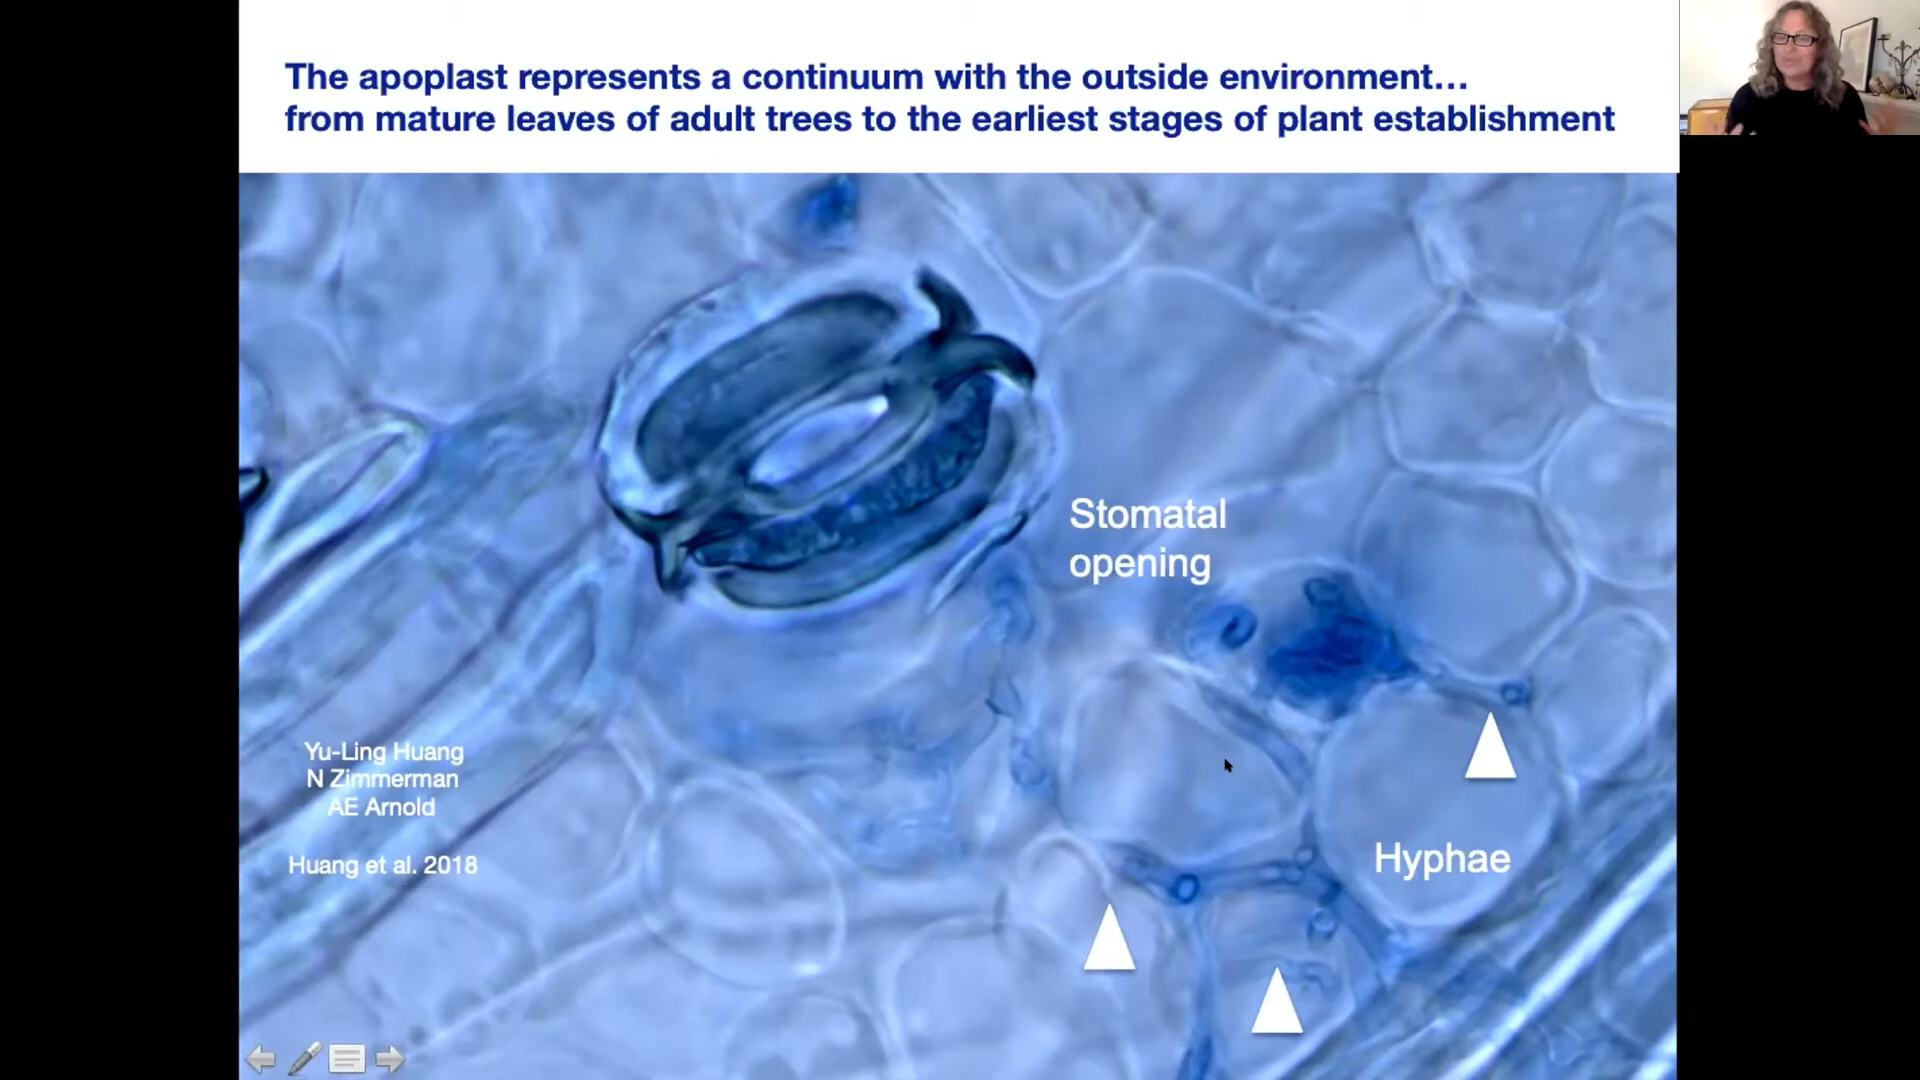 The apoplast represents a continuum with the outside environment…
from mature leaves of adult trees to the earliest stages of plant establishment
Stomatal
opening
Yu-Ling Huang
N Zimmerman
AE Arnold
Huang et al. 2018
Hyphae